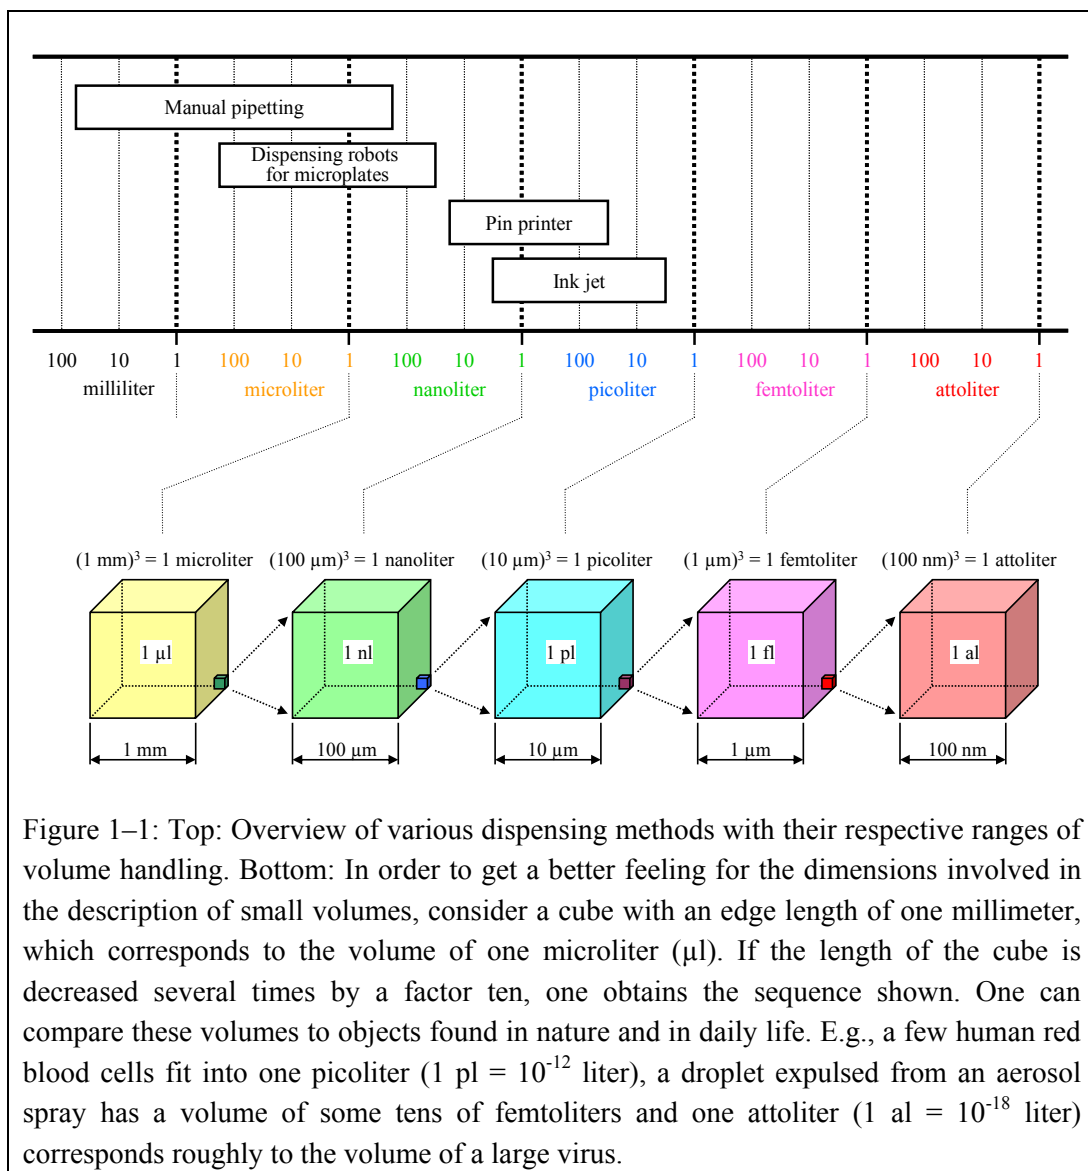 Manual pipetting
Dispensing robots
for microplates
Pin printer
Ink jet
100 10 1 100 10 1 100 10 1 100 10 1 100 10 1 100 10 1
milliliter microliter nanoliter picoliter femtoliter attoliter
(1 mm)³ = 1 microliter (100 µm)³ = 1 nanoliter (10 µm)³ = 1 picoliter (1 µm)³ = 1 femtoliter (100 nm)³ = 1 attoliter
1 µl 1 nl 1 pl 1 fl 1 al
1 mm 100 µm 10 µm 1 µm 100 nm
Figure 1–1: Top: Overview of various dispensing methods with their respective ranges of
volume handling. Bottom: In order to get a better feeling for the dimensions involved in
the description of small volumes, consider a cube with an edge length of one millimeter,
which corresponds to the volume of one microliter (µl). If the length of the cube is
decreased several times by a factor ten, one obtains the sequence shown. One can
compare these volumes to objects found in nature and in daily life. E.g., a few human red
blood cells fit into one picoliter (1 pl = 10⁻¹² liter), a droplet expulsed from an aerosol
spray has a volume of some tens of femtoliters and one attoliter (1 al = 10⁻¹⁸ liter)
corresponds roughly to the volume of a large virus.